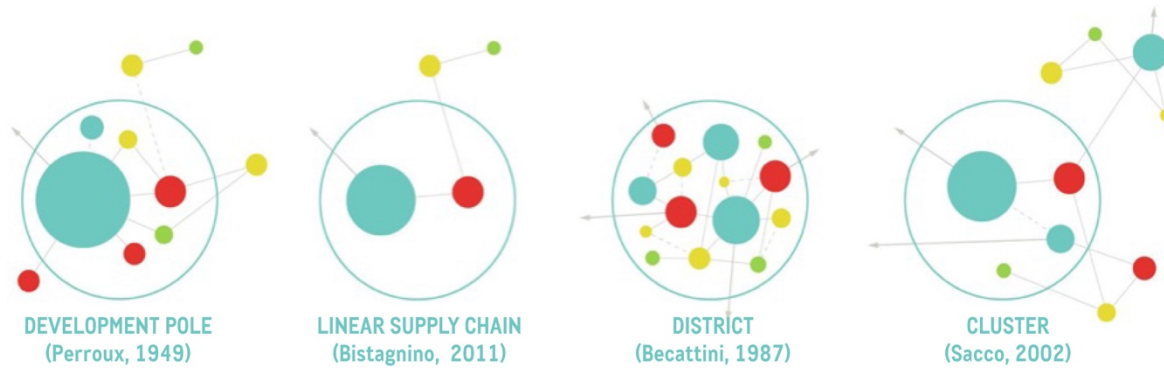 DEVELOPMENT POLE
(Perroux, 1949)
LINEAR SUPPLY CHAIN
(Bistagnino, 2011)
DISTRICT
(Becattini, 1987)
CLUSTER
(Sacco, 2002)